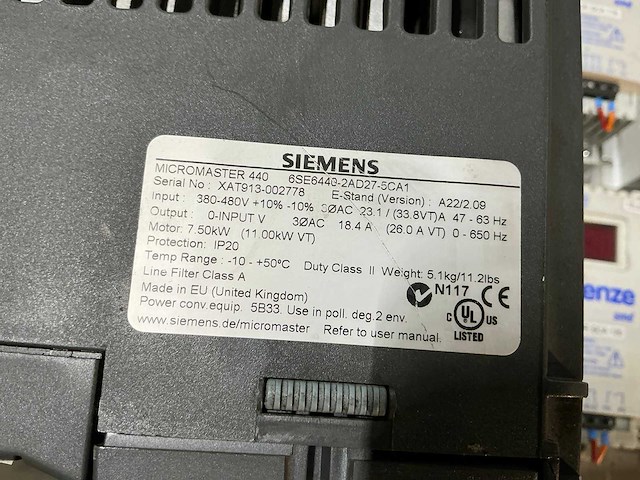 SIEMENS
MICROMASTER 440 6SE6440-2AD27-5CA1
Serial No : XAT913-002778 E-Stand (Version) : A22/2.09
Input : 380-480V +10% -10% 3ØAC 23.1 / (33.8VT)A 47 - 63 Hz
Output : 0-INPUT V 3ØAC 18.4 A (26.0 A VT) 0 - 650 Hz
Motor: 7.50kW (11.00kW VT)
Protection: IP20
Temp Range : -10 - +50°C Duty Class II Weight: 5.1kg/11.2lbs
Line Filter Class A
Made in EU (United Kingdom)
Power conv.equip. 5B33. Use in poll. deg.2 env.
www.siemens.de/micromaster Refer to user manual.
N117 CE
C UL US
LISTED
enze